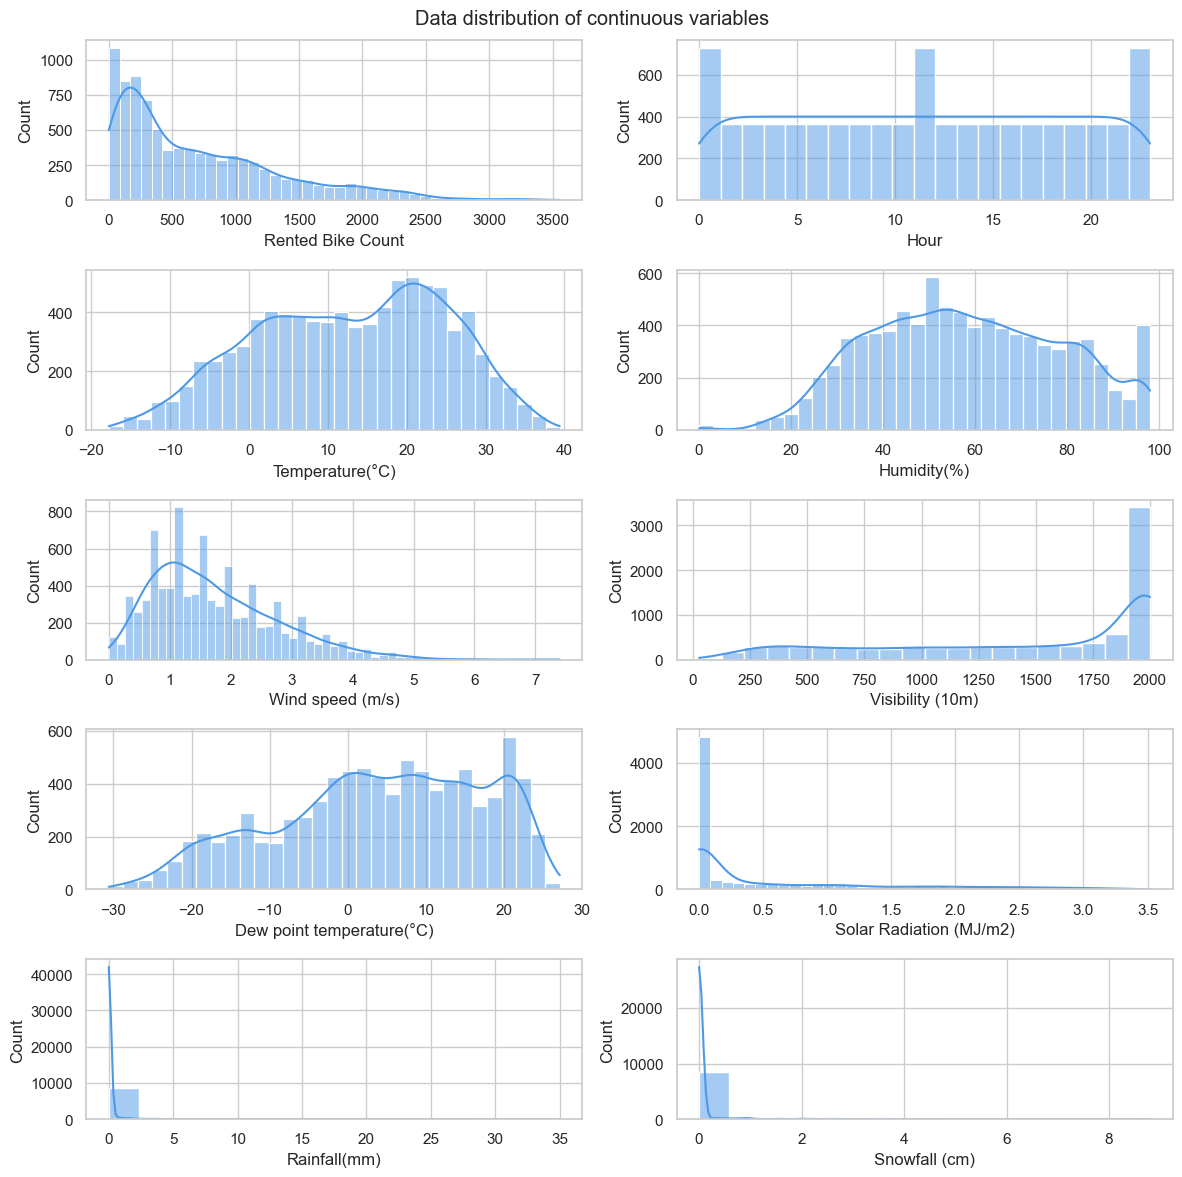 Data distribution of continuous variables
1000
750
500
250
0
Count
0 500 1000 1500 2000 2500 3000 3500
Rented Bike Count
600
400
200
0
Count
0 5 10 15 20
Hour
400
200
0
Count
−20 −10 0 10 20 30 40
Temperature(°C)
600
400
200
0
Count
0 20 40 60 80 100
Humidity(%)
800
600
400
200
0
Count
0 1 2 3 4 5 6 7
Wind speed (m/s)
3000
2000
1000
0
Count
0 250 500 750 1000 1250 1500 1750 2000
Visibility (10m)
600
400
200
0
Count
−30 −20 −10 0 10 20 30
Dew point temperature(°C)
4000
2000
0
Count
0.0 0.5 1.0 1.5 2.0 2.5 3.0 3.5
Solar Radiation (MJ/m2)
40000
30000
20000
10000
0
Count
0 5 10 15 20 25 30 35
Rainfall(mm)
20000
10000
0
Count
0 2 4 6 8
Snowfall (cm)